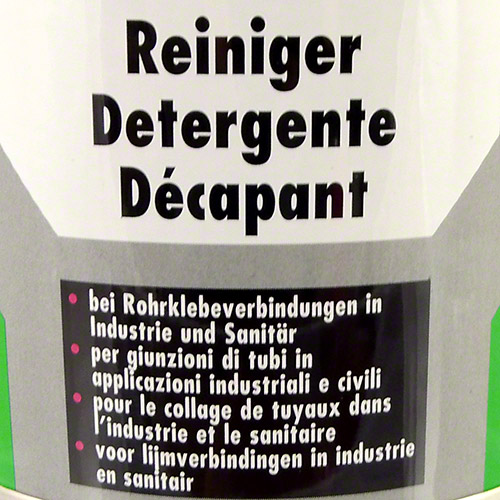 Reiniger
Detergente
Décapant
• bei Rohrklebeverbindungen in
Industrie und Sanitär
• per giunzioni di tubi in
applicazioni industriali e civili
• pour le collage de tuyaux dans
l'industrie et le sanitaire
• voor lijmverbindingen in industrie
en sanitair